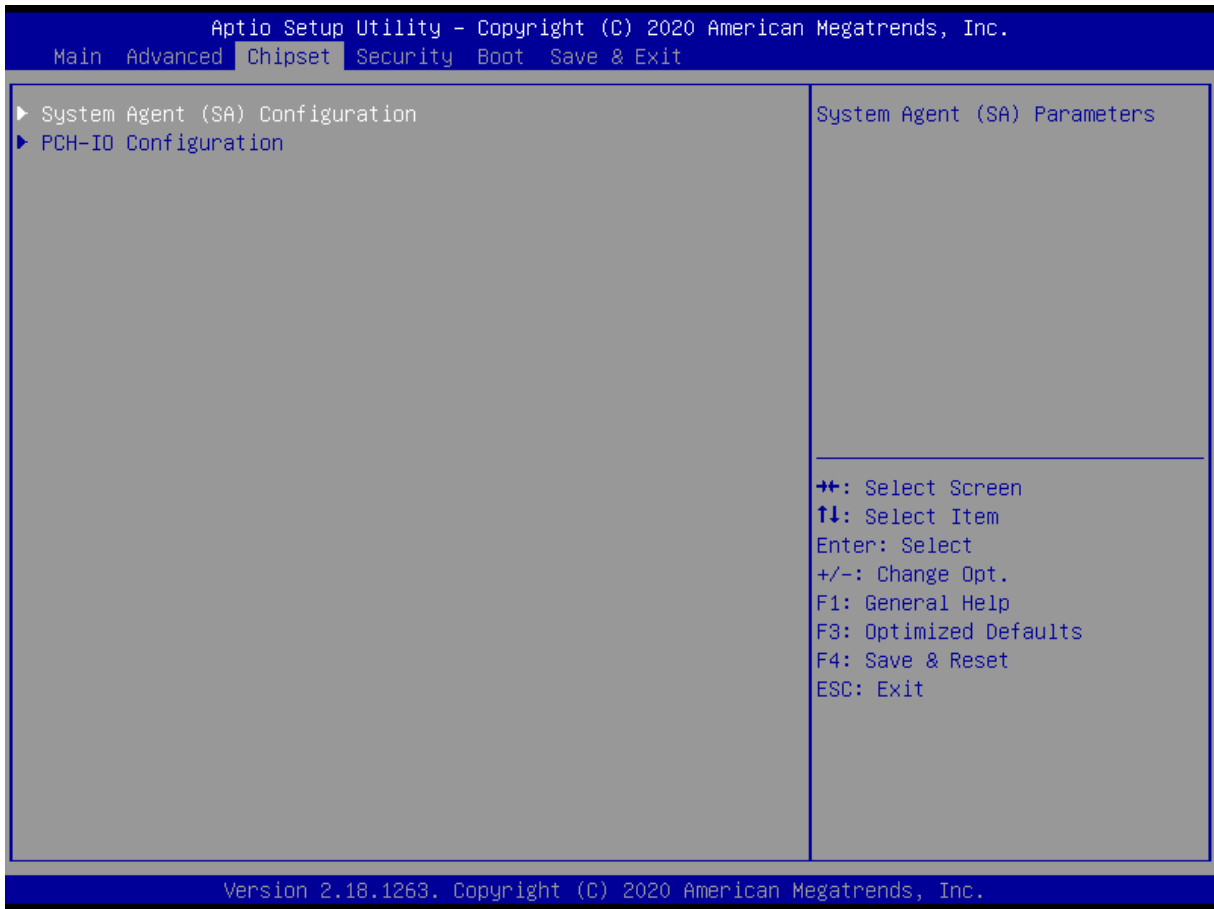 Aptio Setup Utility – Copyright (C) 2020 American Megatrends, Inc.
Main Advanced Chipset Security Boot Save & Exit
▶ System Agent (SA) Configuration
▶ PCH-IO Configuration
System Agent (SA) Parameters
→←: Select Screen
↑↓: Select Item
Enter: Select
+/-: Change Opt.
F1: General Help
F3: Optimized Defaults
F4: Save & Reset
ESC: Exit
Version 2.18.1263. Copyright (C) 2020 American Megatrends, Inc.